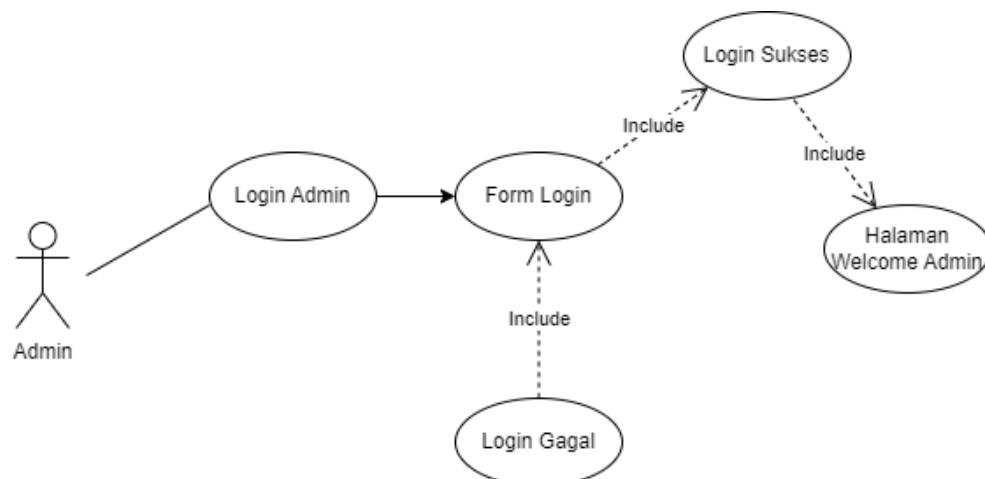 Login Sukses
Include
Include
Login Admin
Form Login
Halaman
Welcome Admin
Include
Admin
Login Gagal